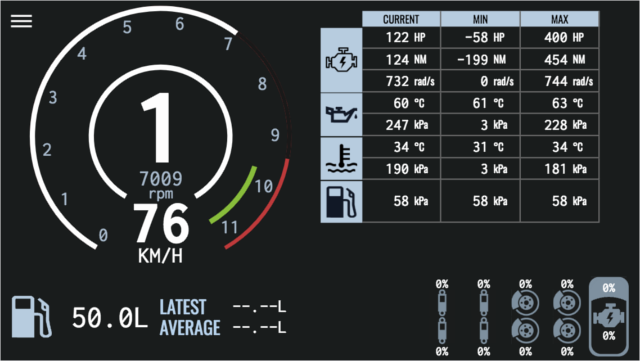 CURRENT MIN MAX
122 HP -58 HP 400 HP
124 NM -199 NM 454 NM
732 rad/s 0 rad/s 744 rad/s
60 °C 61 °C 63 °C
247 kPa 3 kPa 228 kPa
34 °C 31 °C 34 °C
190 kPa 3 kPa 181 kPa
58 kPa 58 kPa 58 kPa
0
1
2
3
4
5
6
7
8
9
10
11
1
7009
rpm
76
KM/H
50.0L
LATEST --.--L
AVERAGE --.--L
0% 0% 0% 0% 0%
0% 0% 0% 0% 0%